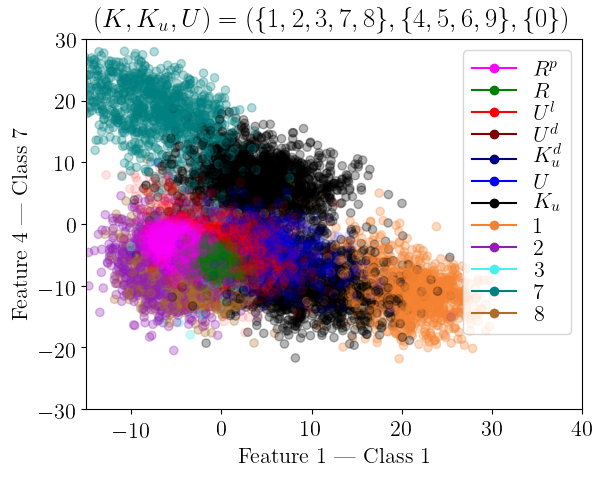 (K, K_u, U) = ({1, 2, 3, 7, 8}, {4, 5, 6, 9}, {0})
30
20
10
0
−10
−20
−30
−10
0
10
20
30
40
Feature 4 — Class 7
Feature 1 — Class 1
R^p
R
U^l
U^d
K_u^d
U
K_u
1
2
3
7
8